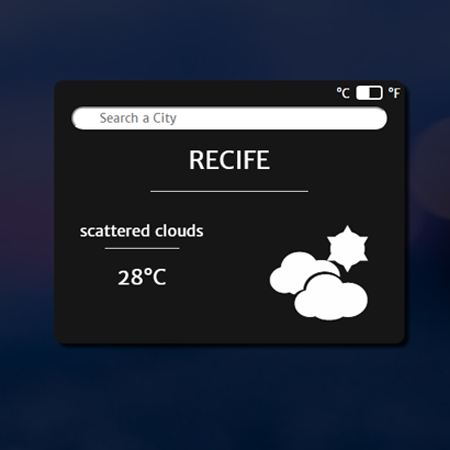 °C °F
Search a City
RECIFE
scattered clouds
28°C